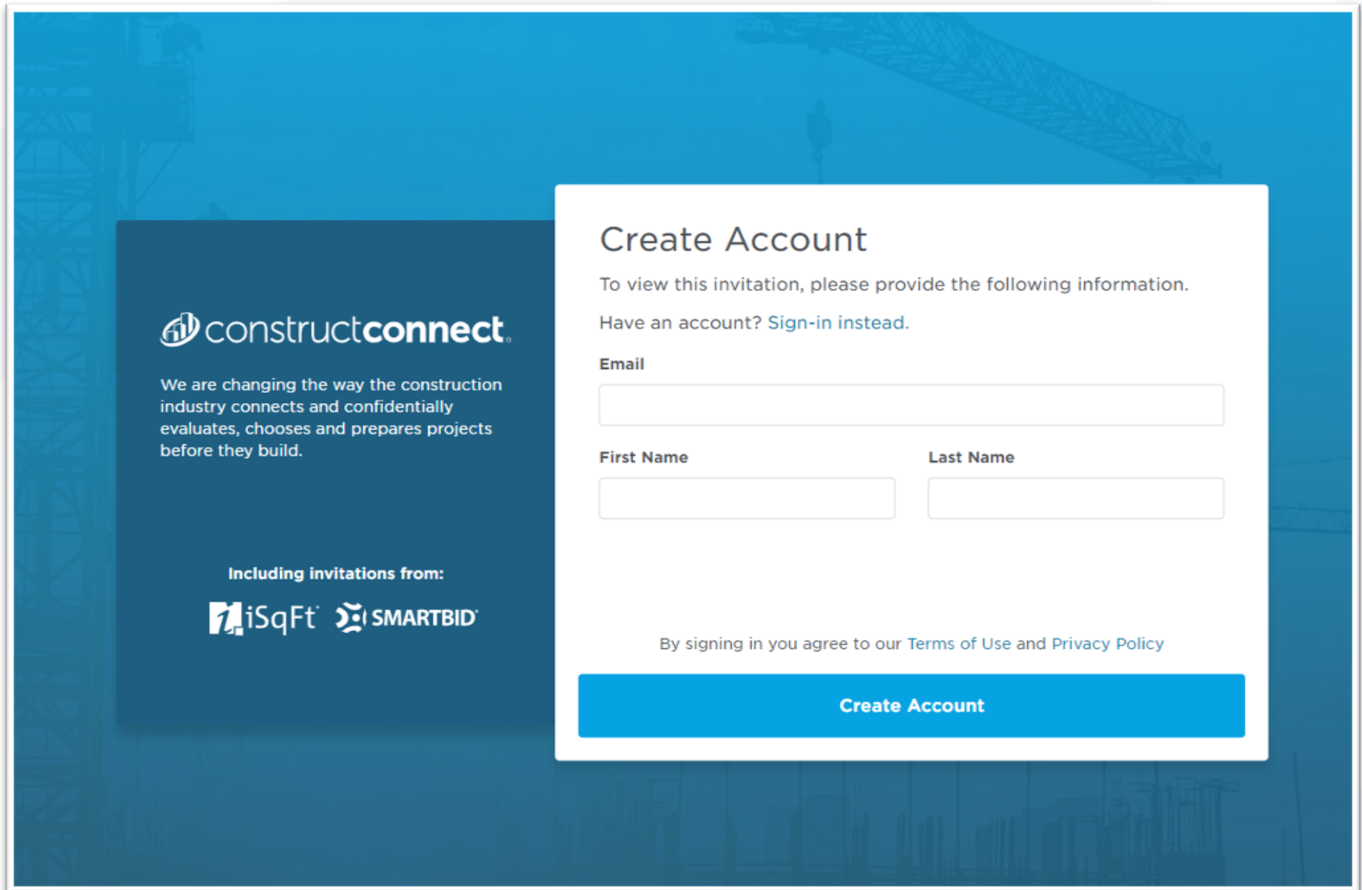 constructconnect.
We are changing the way the construction
industry connects and confidentially
evaluates, chooses and prepares projects
before they build.
Including invitations from:
iSqFt SMARTBID
Create Account
To view this invitation, please provide the following information.
Have an account? Sign-in instead.
Email
First Name Last Name
By signing in you agree to our Terms of Use and Privacy Policy
Create Account